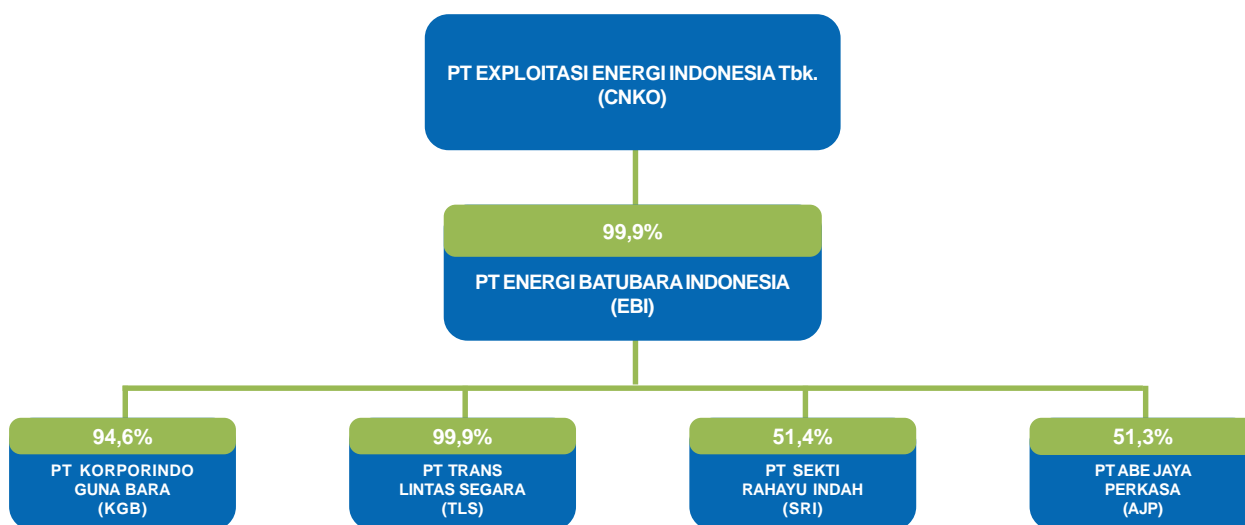 PT EXPLOITASI ENERGI INDONESIA Tbk.
(CNKO)
99,9%
PT ENERGI BATUBARA INDONESIA
(EBI)
94,6%
PT KORPORINDO
GUNA BARA
(KGB)
99,9%
PT TRANS
LINTAS SEGARA
(TLS)
51,4%
PT SEKTI
RAHAYU INDAH
(SRI)
51,3%
PT ABE JAYA
PERKASA
(AJP)